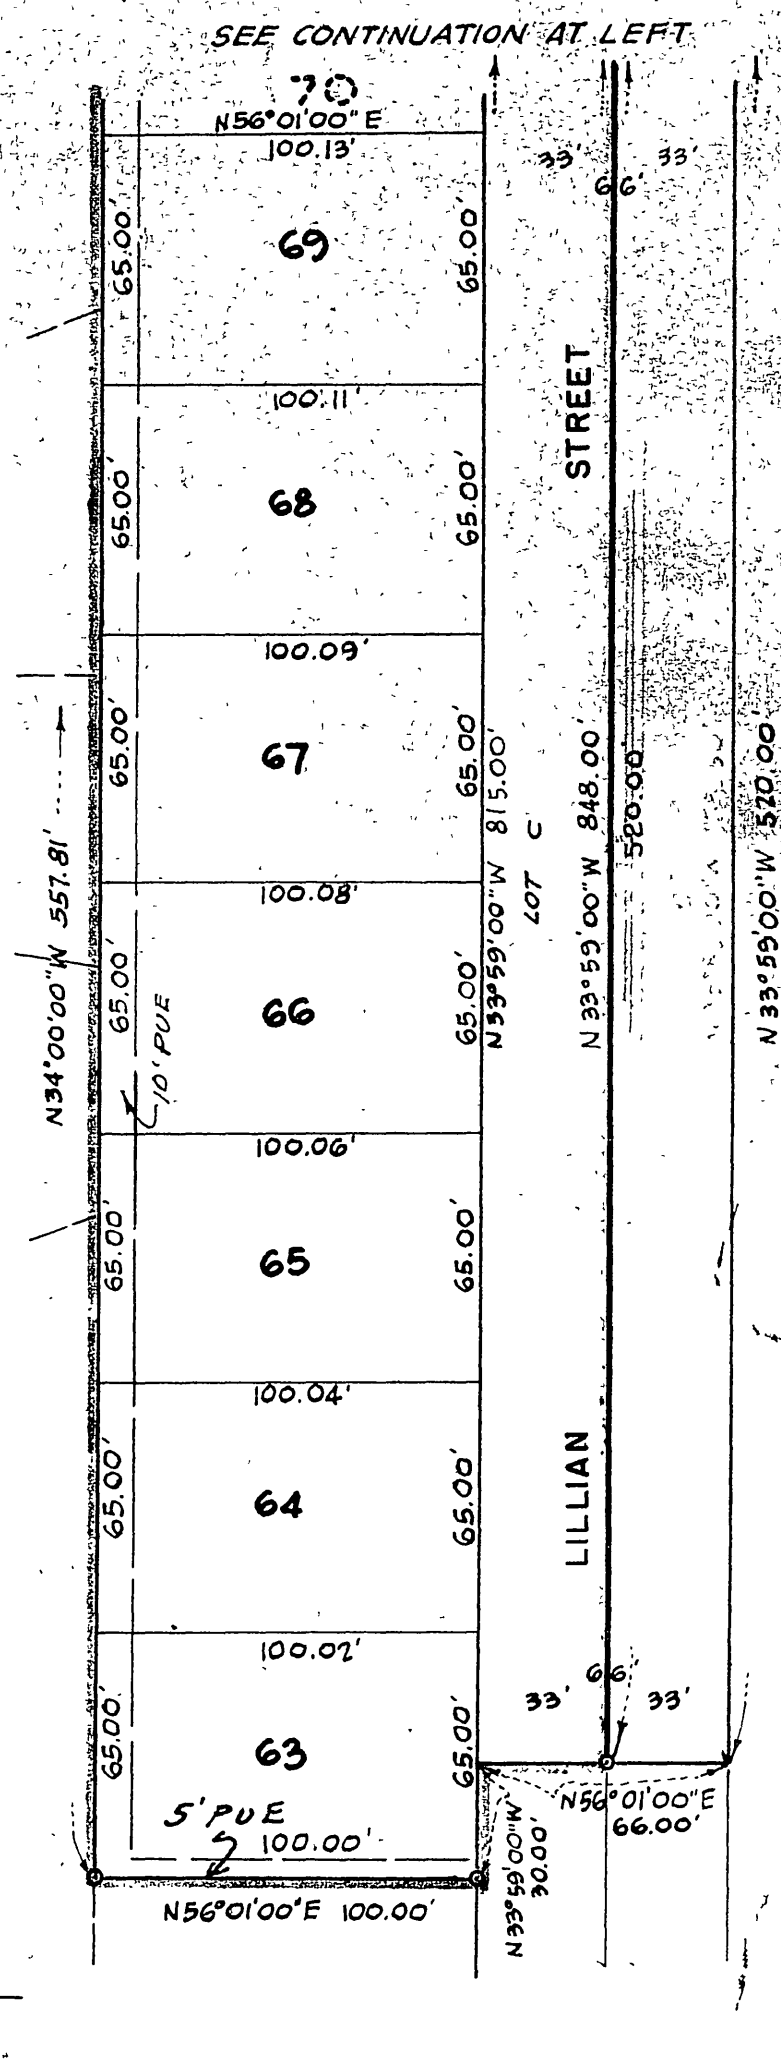 SEE CONTINUATION AT LEFT
70
N56°01'00"E
100.13'
33' 33'
66'
65.00' 69 65.00'
100.11'
STREET
65.00' 68 65.00'
100.09'
65.00' 67 65.00'
N33°59'00"W 815.00'
LOT C
N33°59'00"W 848.00'
520.00'
N33°59'00"W 520.00'
100.08'
N34°00'00"W 557.81'
65.00' 66 65.00'
10' PUE
100.06'
65.00' 65 65.00'
100.04'
LILLIAN
65.00' 64 65.00'
100.02'
66'
33' 33'
65.00' 63 65.00'
N56°01'00"E
66.00'
5' PUE
100.00'
N33°59'00"W
30.00'
N56°01'00"E 100.00'